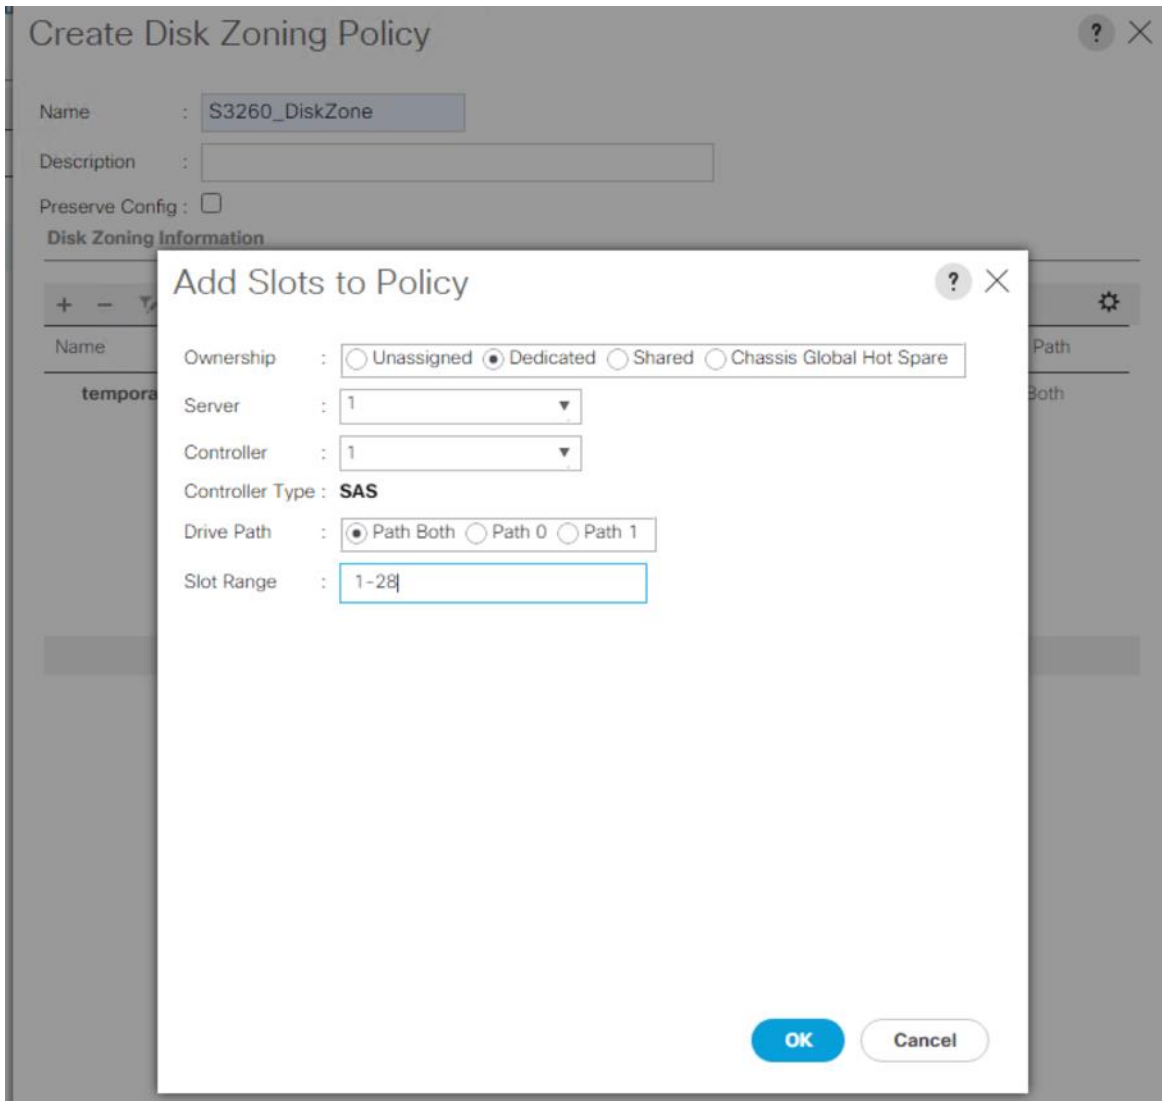 Create Disk Zoning Policy ?
Name : S3260_DiskZone
Description :
Preserve Config :
Disk Zoning Information
Add Slots to Policy ?
+ −
Name Path
tempora Both
Ownership : Unassigned Dedicated Shared Chassis Global Hot Spare
Server : 1
Controller : 1
Controller Type : SAS
Drive Path : Path Both Path 0 Path 1
Slot Range : 1-28
OK Cancel